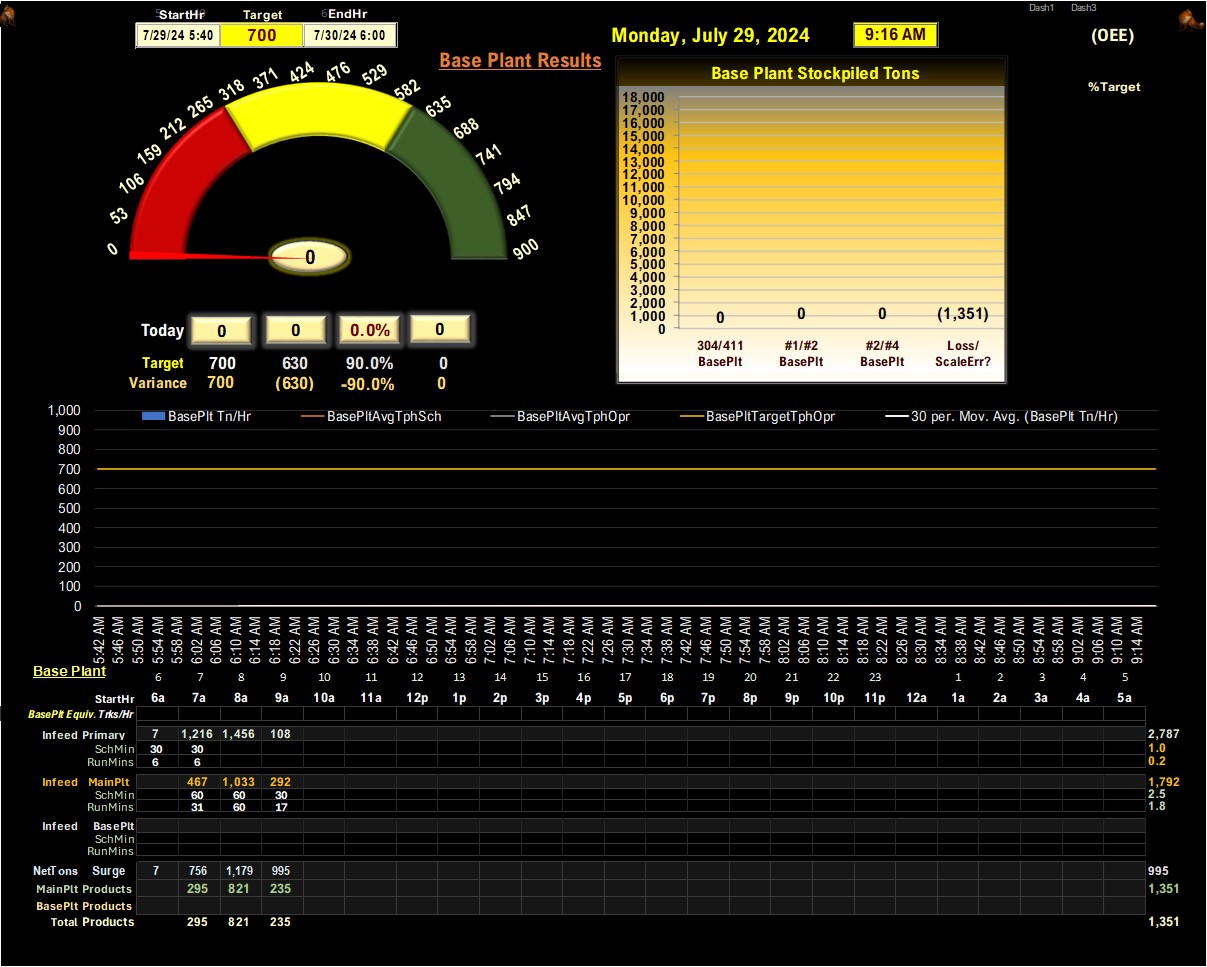 Dash1 Dash3
StartHr Target EndHr
7/29/24 5:40 700 7/30/24 6:00
Monday, July 29, 2024 9:16 AM (OEE)
Base Plant Results
%Target
0 53 106 159 212 265 318 371 424 476 529 582 635 688 741 794 847 900
0
Base Plant Stockpiled Tons
18,000
17,000
16,000
15,000
14,000
13,000
12,000
11,000
10,000
9,000
8,000
7,000
6,000
5,000
4,000
3,000
2,000
1,000
0
0 0 0 (1,351)
304/411 #1/#2 #2/#4 Loss/
BasePlt BasePlt BasePlt ScaleErr?
Today 0 0 0.0% 0
Target 700 630 90.0% 0
Variance 700 (630) -90.0% 0
BasePlt Tn/Hr BasePltAvgTphSch BasePltAvgTphOpr BasePltTargetTphOpr 30 per. Mov. Avg. (BasePlt Tn/Hr)
1,000
900
800
700
600
500
400
300
200
100
0
5:42 AM 5:46 AM 5:50 AM 5:54 AM 5:58 AM 6:02 AM 6:06 AM 6:10 AM 6:14 AM 6:18 AM 6:22 AM 6:26 AM 6:30 AM 6:34 AM 6:38 AM 6:42 AM 6:46 AM 6:50 AM 6:54 AM 6:58 AM 7:02 AM 7:06 AM 7:10 AM 7:14 AM 7:18 AM 7:22 AM 7:26 AM 7:30 AM 7:34 AM 7:38 AM 7:42 AM 7:46 AM 7:50 AM 7:54 AM 7:58 AM 8:02 AM 8:06 AM 8:10 AM 8:14 AM 8:18 AM 8:22 AM 8:26 AM 8:30 AM 8:34 AM 8:38 AM 8:42 AM 8:46 AM 8:50 AM 8:54 AM 8:58 AM 9:02 AM 9:06 AM 9:10 AM 9:14 AM
Base Plant
6 7 8 9 10 11 12 13 14 15 16 17 18 19 20 21 22 23 1 2 3 4 5
StartHr 6a 7a 8a 9a 10a 11a 12p 1p 2p 3p 4p 5p 6p 7p 8p 9p 10p 11p 12a 1a 2a 3a 4a 5a
BasePlt Equiv. Trks/Hr
Infeed Primary 7 1,216 1,456 108 2,787
SchMin 30 30 1.0
RunMins 6 6 0.2
Infeed MainPlt 467 1,033 292 1,792
SchMin 60 60 30 2.5
RunMins 31 60 17 1.8
Infeed BasePlt
SchMin
RunMins
NetTons Surge 7 756 1,179 995 995
MainPlt Products 295 821 235 1,351
BasePlt Products
Total Products 295 821 235 1,351